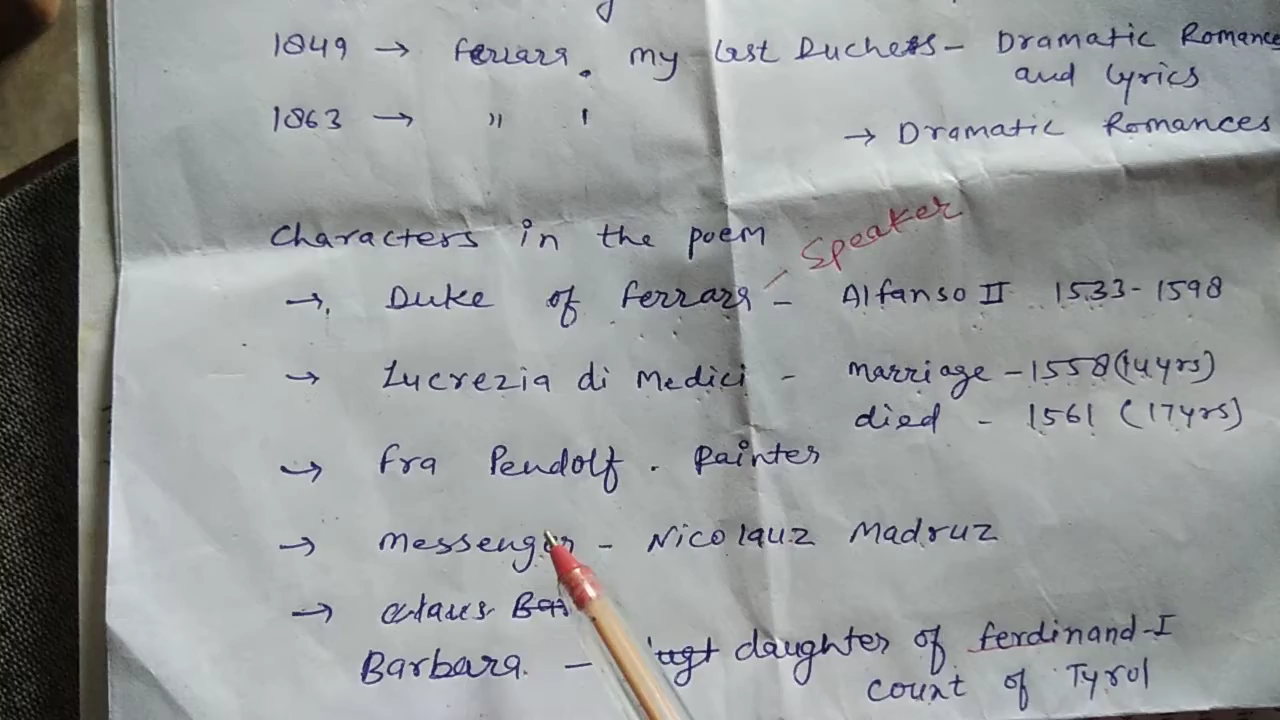 1849 → Ferrara. my last Duchess - Dramatic Romance
and Lyrics
1863 → " " → Dramatic Romances
Characters in the poem
Speaker
→ Duke of Ferrara - Alfanso II 1533-1598
→ Lucrezia di Medici - marriage - 1558 (14yrs)
died - 1561 (17yrs)
→ Fra Pendolf. Painter
→ Messenger - Nicolauz Madruz
→
Barbara. - daughter of Ferdinand-I
count of Tyrol